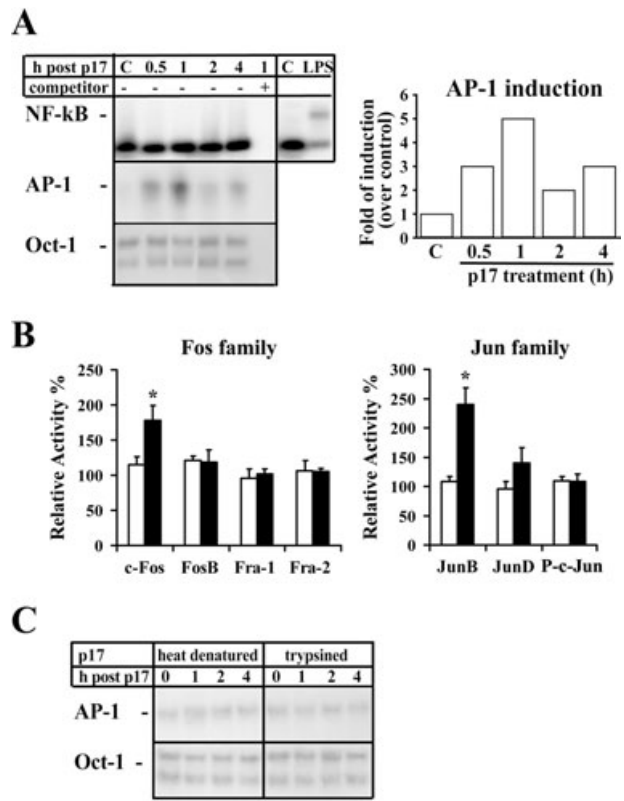 A
h post p17 C 0.5 1 2 4 1 C LPS
competitor - - - - - +
NF-kB -
AP-1 -
Oct-1 -
AP-1 induction
Fold of induction
(over control)
6
5
4
3
2
1
0
C 0.5 1 2 4
p17 treatment (h)
B
Fos family
Relative Activity %
250
200
150
100
50
0
*
c-Fos FosB Fra-1 Fra-2
Jun family
Relative Activity %
300
250
200
150
100
50
0
*
JunB JunD P-c-Jun
C
p17 heat denatured trypsined
h post p17 0 1 2 4 0 1 2 4
AP-1 -
Oct-1 -